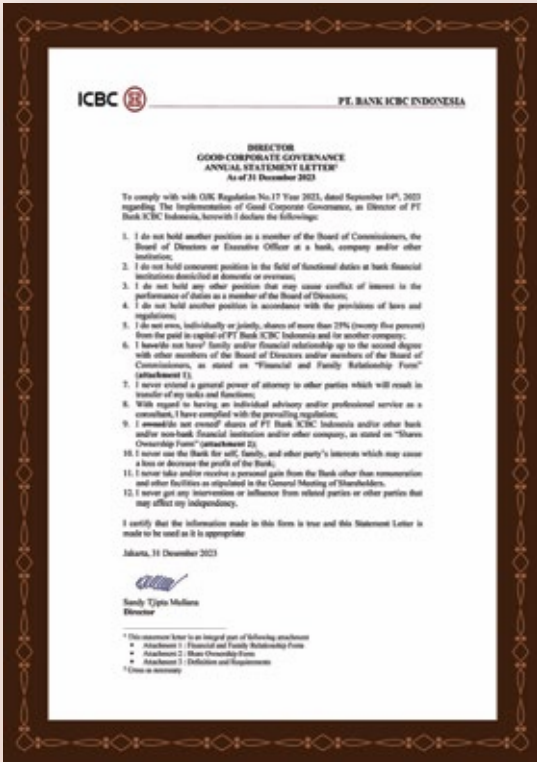 ICBC PT. BANK ICBC INDONESIA
DIRECTOR
GOOD CORPORATE GOVERNANCE
ANNUAL STATEMENT LETTER¹
As of 31 December 2023
To comply with with OJK Regulation No.17 Year 2023, dated September 14th, 2023
regarding The Implementation of Good Corporate Governance, as Director of PT
Bank ICBC Indonesia, herewith I declare the followings:
1. I do not hold another position as a member of the Board of Commissioners, the
Board of Directors or Executive Officer at a bank, company and/or other
institution;
2. I do not hold concurrent position in the field of functional duties at bank financial
institutions domiciled at domestic or overseas;
3. I do not hold any other position that may cause conflict of interest in the
performance of duties as a member of the Board of Directors;
4. I do not hold another position in accordance with the provisions of laws and
regulations;
5. I do not own, individually or jointly, shares of more than 25% (twenty five percent)
from the paid in capital of PT Bank ICBC Indonesia and /or another company;
6. I have/do not have² family and/or financial relationship up to the second degree
with other members of the Board of Directors and/or members of the Board of
Commissioners, as stated on “Financial and Family Relationship Form”
(attachment 1);
7. I never extend a general power of attorney to other parties which will result in
transfer of my tasks and functions;
8. With regard to having an individual advisory and/or professional service as a
consultant, I have complied with the prevailing regulation;
9. I owned/do not owned² shares of PT Bank ICBC Indonesia and/or other bank
and/or non-bank financial institution and/or other company, as stated on “Shares
Ownership Form” (attachment 2);
10. I never use the Bank for self, family, and other party’s interests which may cause
a loss or decrease the profit of the Bank;
11. I never take and/or receive a personal gain from the Bank other than remuneration
and other facilities as stipulated in the General Meeting of Shareholders.
12. I never got any intervention or influence from related parties or other parties that
may affect my independency.
I certify that the information made in this form is true and this Statement Letter is
made to be used as it is appropriate
Jakarta, 31 Desember 2023
Sandy Tjipta Muliana
Director
¹ This statement letter is an integral part of following attachment
• Attachment 1 : Financial and Family Relationship Form
• Attachment 2 : Share Ownership Form
• Attachment 3 : Definition and Requirements
² Cross as necessary